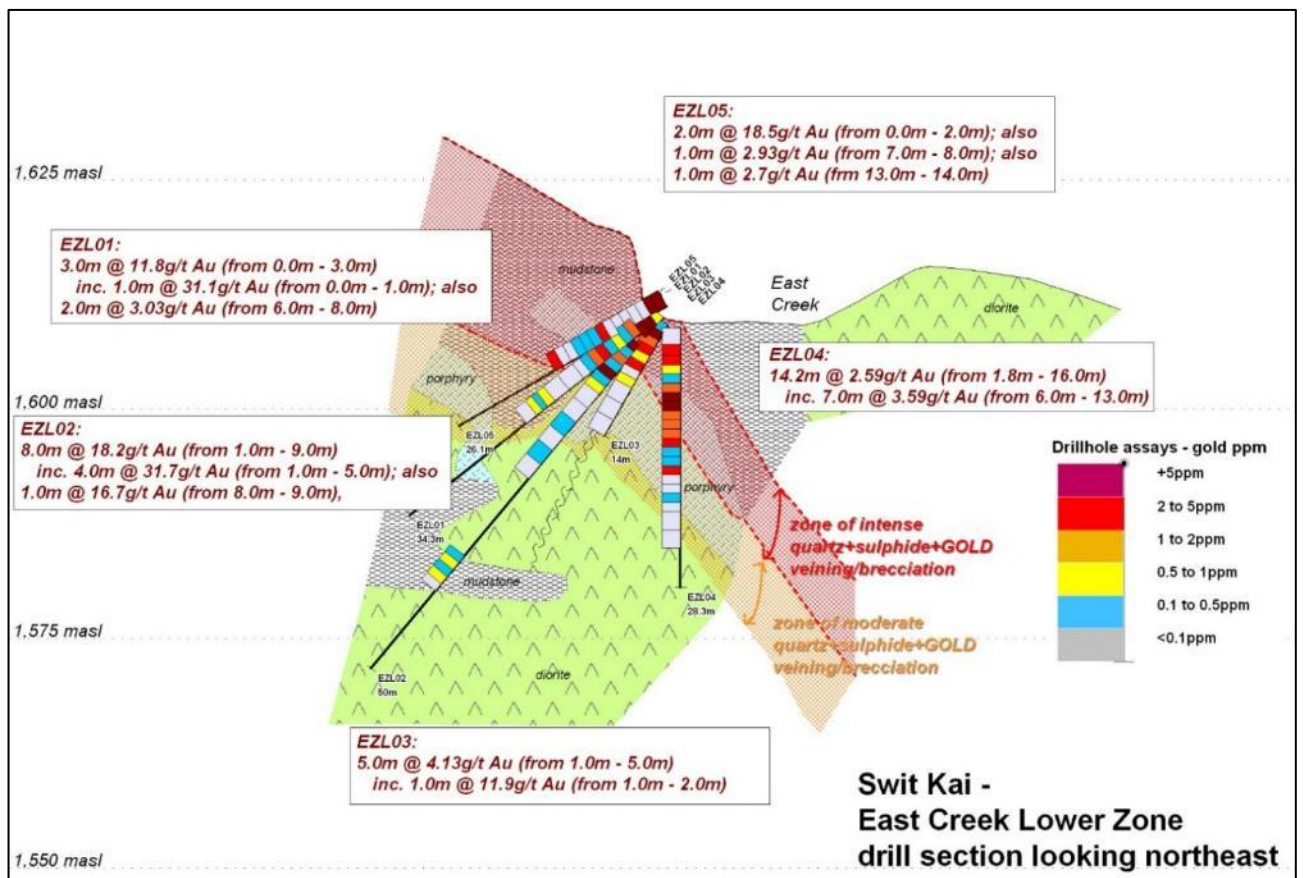 EZL05:
2.0m @ 18.5g/t Au (from 0.0m - 2.0m); also
1.0m @ 2.93g/t Au (from 7.0m - 8.0m); also
1.0m @ 2.7g/t Au (frm 13.0m - 14.0m)
1,625 masl
EZL01:
3.0m @ 11.8g/t Au (from 0.0m - 3.0m)
inc. 1.0m @ 31.1g/t Au (from 0.0m - 1.0m); also
2.0m @ 3.03g/t Au (from 6.0m - 8.0m)
mudstone
EZL05
EZL01
EZL02
EZL03
EZL04
East
Creek
diorite
EZL04:
14.2m @ 2.59g/t Au (from 1.8m - 16.0m)
inc. 7.0m @ 3.59g/t Au (from 6.0m - 13.0m)
porphyry
1,600 masl
EZL02:
8.0m @ 18.2g/t Au (from 1.0m - 9.0m)
inc. 4.0m @ 31.7g/t Au (from 1.0m - 5.0m); also
1.0m @ 16.7g/t Au (from 8.0m - 9.0m),
EZL05
26.1m
EZL03
14m
porphyry
Drillhole assays - gold ppm
+5ppm
2 to 5ppm
1 to 2ppm
0.5 to 1ppm
0.1 to 0.5ppm
<0.1ppm
EZL01
34.3m
zone of intense
quartz+sulphide+GOLD
veining/brecciation
mudstone
EZL04
28.3m
1,575 masl
zone of moderate
quartz+sulphide+GOLD
veining/brecciation
EZL02
50m
diorite
EZL03:
5.0m @ 4.13g/t Au (from 1.0m - 5.0m)
inc. 1.0m @ 11.9g/t Au (from 1.0m - 2.0m)
Swit Kai -
East Creek Lower Zone
drill section looking northeast
1,550 masl